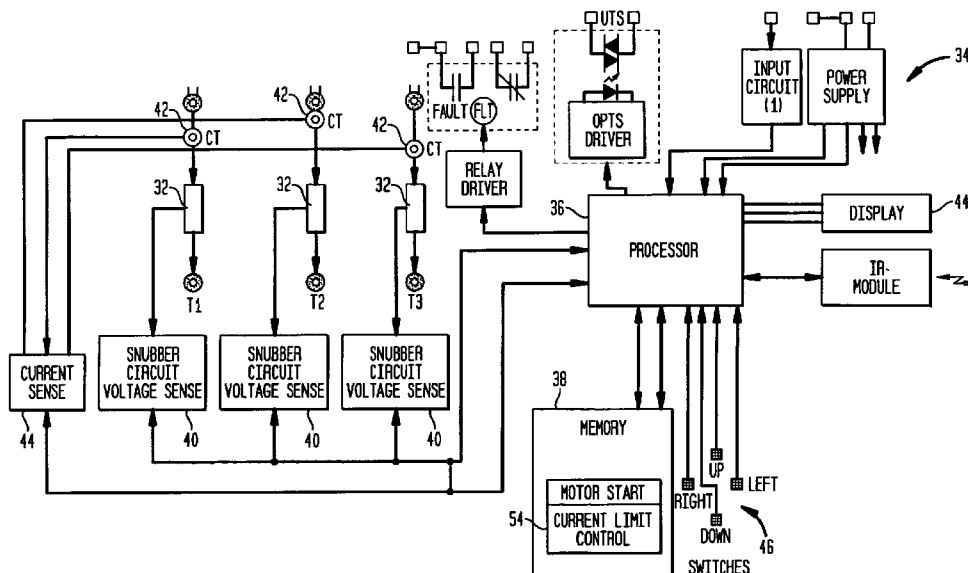 UTS
INPUT
CIRCUIT
(1)
POWER
SUPPLY
34
42
CT
42
CT
42
CT
FAULT
FLT
OPTS
DRIVER
RELAY
DRIVER
32
32
32
36
PROCESSOR
DISPLAY
44
IR-
MODULE
T1
T2
T3
CURRENT
SENSE
SNUBBER
CIRCUIT
VOLTAGE SENSE
SNUBBER
CIRCUIT
VOLTAGE SENSE
SNUBBER
CIRCUIT
VOLTAGE SENSE
44
40
40
40
38
MEMORY
MOTOR START
54
CURRENT LIMIT
CONTROL
UP
RIGHT
LEFT
DOWN
46
SWITCHES